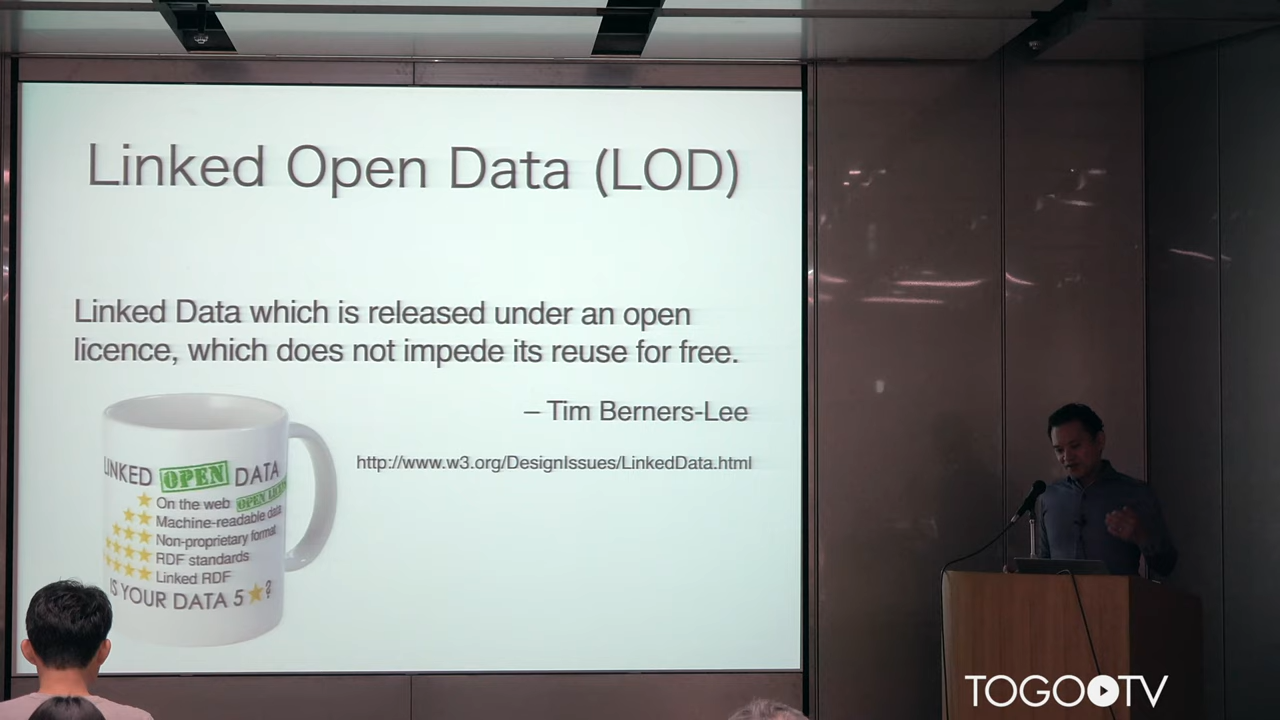 Linked Open Data (LOD)
Linked Data which is released under an open
licence, which does not impede its reuse for free.
– Tim Berners-Lee
http://www.w3.org/DesignIssues/LinkedData.html
LINKED OPEN DATA
On the web OPEN
Machine-readable data
Non-proprietary format
RDF standards
Linked RDF
IS YOUR DATA 5 ?
TOGOTV